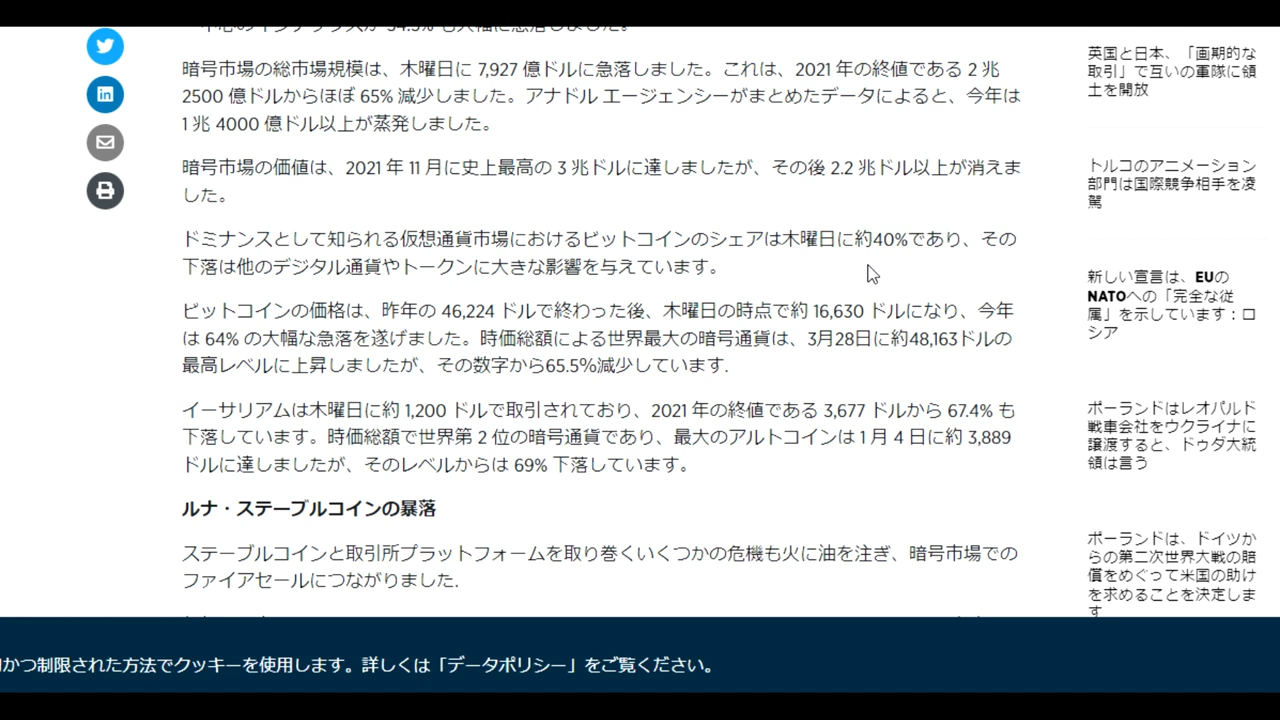 暗号市場の総市場規模は、木曜日に 7,927 億ドルに急落しました。これは、2021 年の終値である 2 兆
2500 億ドルからほぼ 65% 減少しました。アナドル エージェンシーがまとめたデータによると、今年は
1 兆 4000 億ドル以上が蒸発しました。
暗号市場の価値は、2021 年 11 月に史上最高の 3 兆ドルに達しましたが、その後 2.2 兆ドル以上が消えま
した。
ドミナンスとして知られる仮想通貨市場におけるビットコインのシェアは木曜日に約40%であり、その
下落は他のデジタル通貨やトークンに大きな影響を与えています。
ビットコインの価格は、昨年の 46,224 ドルで終わった後、木曜日の時点で約 16,630 ドルになり、今年
は 64% の大幅な急落を遂げました。時価総額による世界最大の暗号通貨は、3月28日に約48,163ドルの
最高レベルに上昇しましたが、その数字から65.5%減少しています.
イーサリアムは木曜日に約 1,200 ドルで取引されており、2021 年の終値である 3,677 ドルから 67.4% も
下落しています。時価総額で世界第 2 位の暗号通貨であり、最大のアルトコインは 1 月 4 日に約 3,889
ドルに達しましたが、そのレベルからは 69% 下落しています。
ルナ・ステーブルコインの暴落
ステーブルコインと取引所プラットフォームを取り巻くいくつかの危機も火に油を注ぎ、暗号市場での
ファイアセールにつながりました.
英国と日本、「画期的な
取引」で互いの軍隊に領
土を開放
トルコのアニメーション
部門は国際競争相手を凌
駕
新しい宣言は、EUの
NATOへの「完全な従
属」を示しています：ロ
シア
ポーランドはレオパルド
戦車会社をウクライナに
譲渡すると、ドゥダ大統
領は言う
ポーランドは、ドイツか
らの第二次世界大戦の賠
償をめぐって米国の助け
を求めることを決定しま
す
かつ制限された方法でクッキーを使用します。詳しくは「データポリシー」をご覧ください。